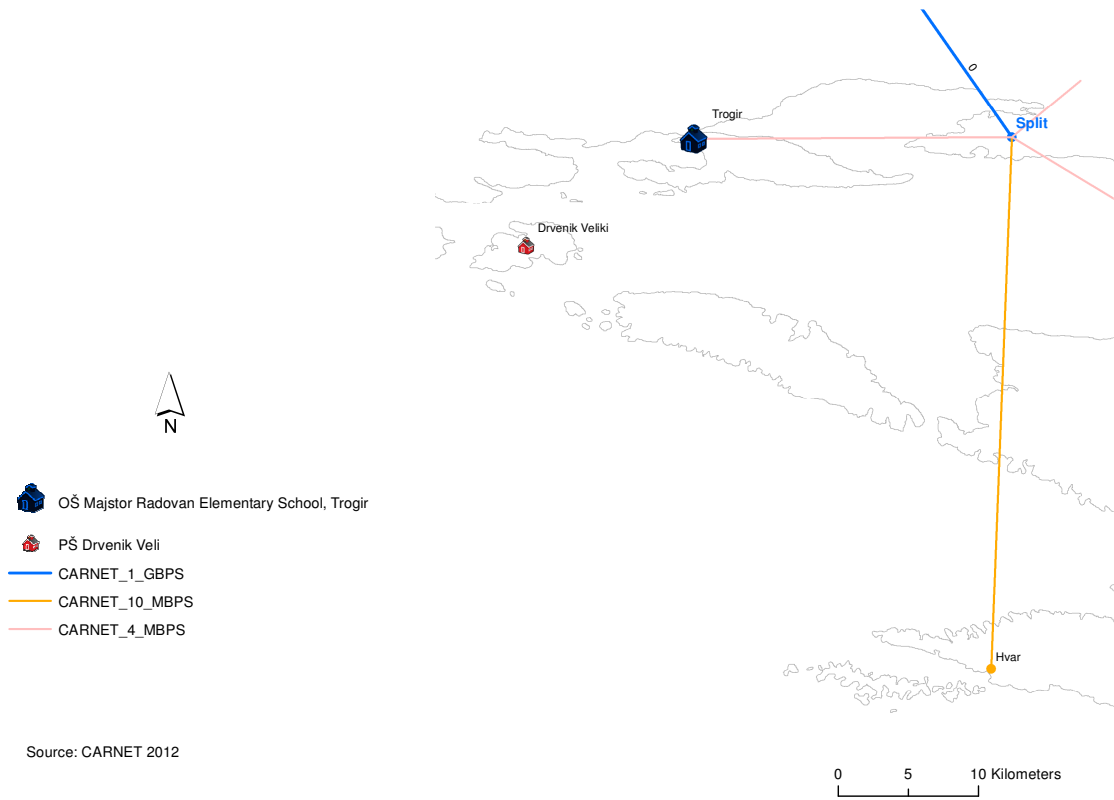 0
Trogir
Split
Drvenik Veliki
N
OŠ Majstor Radovan Elementary School, Trogir
PŠ Drvenik Veli
CARNET_1_GBPS
CARNET_10_MBPS
CARNET_4_MBPS
Hvar
Source: CARNET 2012
0 5 10 Kilometers